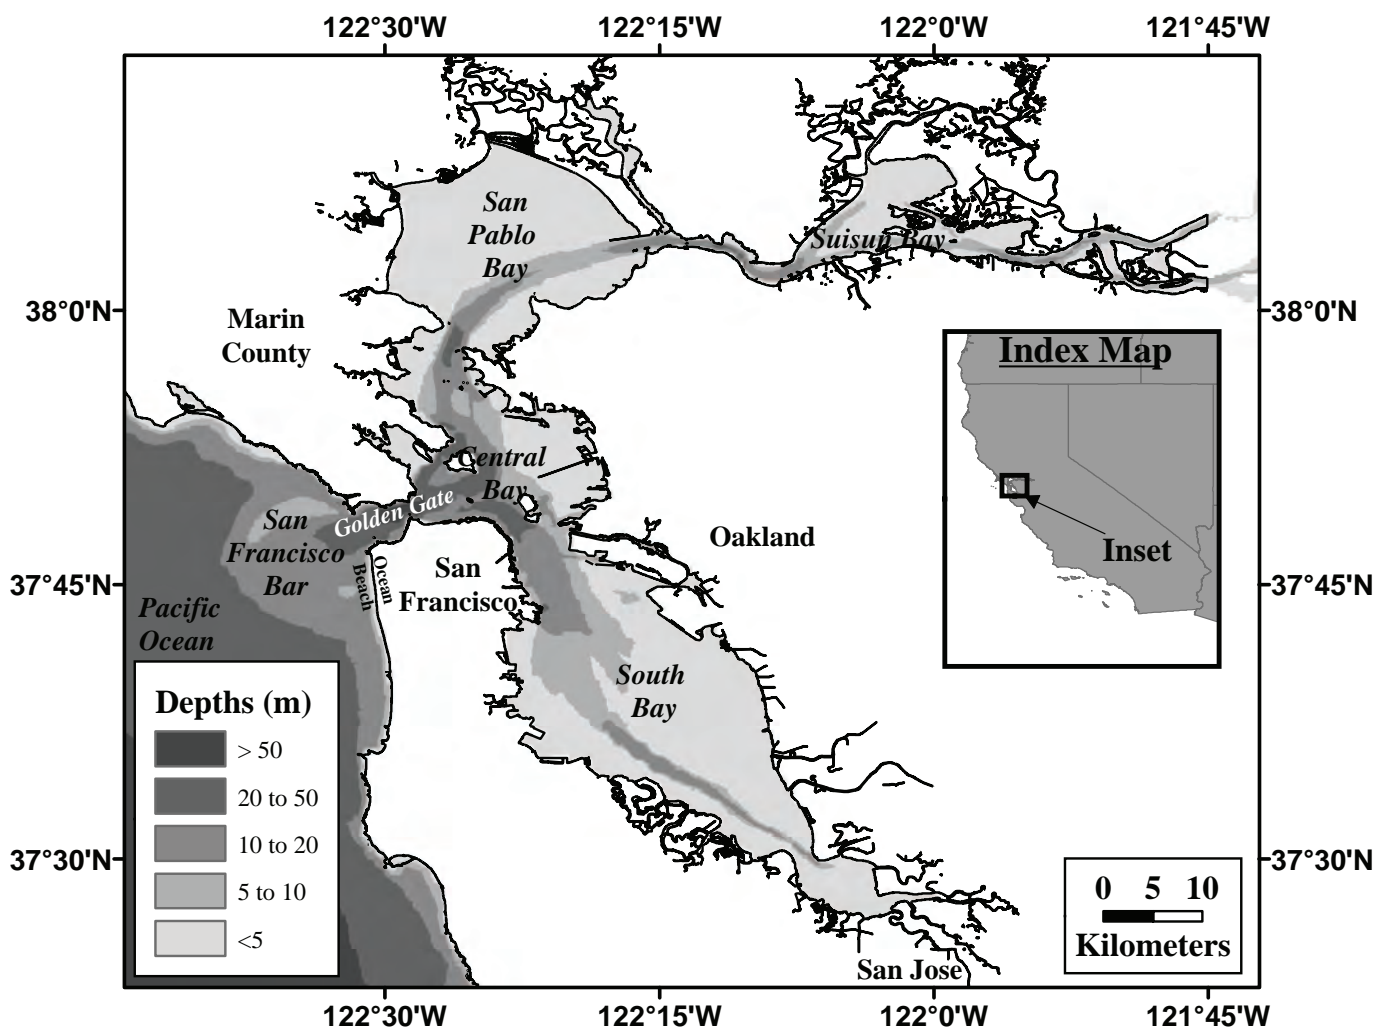 122°30'W 122°15'W 122°0'W 121°45'W
San
Pablo
Bay
Suisun Bay
38°0'N
38°0'N
Marin
County
Index Map
Inset
Central
Bay
Golden Gate
San
Francisco
Bar
Ocean
Beach
San
Francisco
Oakland
37°45'N
37°45'N
Pacific
Ocean
South
Bay
Depths (m)
> 50
20 to 50
10 to 20
5 to 10
<5
37°30'N
37°30'N
0 5 10
Kilometers
San Jose
122°30'W 122°15'W 122°0'W 121°45'W